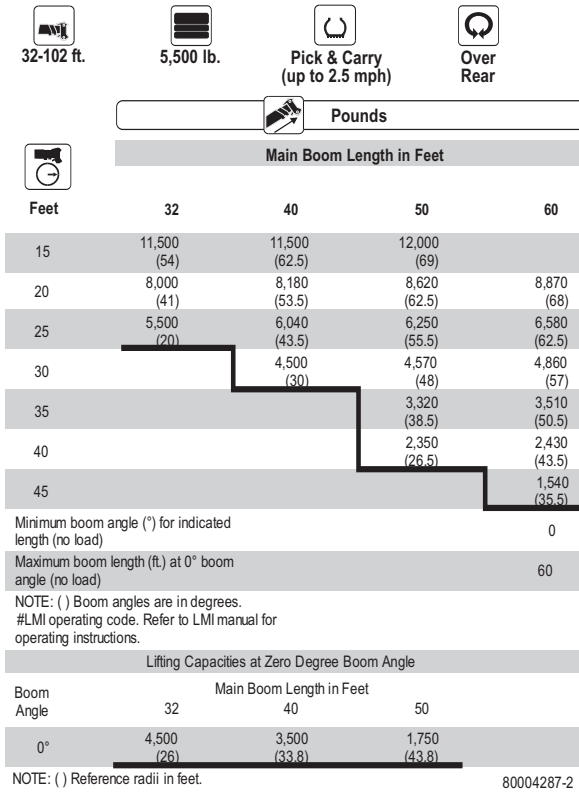 32-102 ft. 5,500 lb. Pick & Carry Over
(up to 2.5 mph) Rear
Pounds
Main Boom Length in Feet
Feet 32 40 50 60
15 11,500 11,500 12,000
(54) (62.5) (69)
20 8,000 8,180 8,620 8,870
(41) (53.5) (62.5) (68)
25 5,500 6,040 6,250 6,580
(20) (43.5) (55.5) (62.5)
30 4,500 4,570 4,860
(30) (48) (57)
35 3,320 3,510
(38.5) (50.5)
40 2,350 2,430
(26.5) (43.5)
45 1,540
(35.5)
Minimum boom angle (°) for indicated
length (no load) 0
Maximum boom length (ft.) at 0° boom
angle (no load) 60
NOTE: ( ) Boom angles are in degrees.
#LMI operating code. Refer to LMI manual for
operating instructions.
Lifting Capacities at Zero Degree Boom Angle
Boom Main Boom Length in Feet
Angle 32 40 50
0° 4,500 3,500 1,750
(26) (33.8) (43.8)
NOTE: ( ) Reference radii in feet. 80004287-2